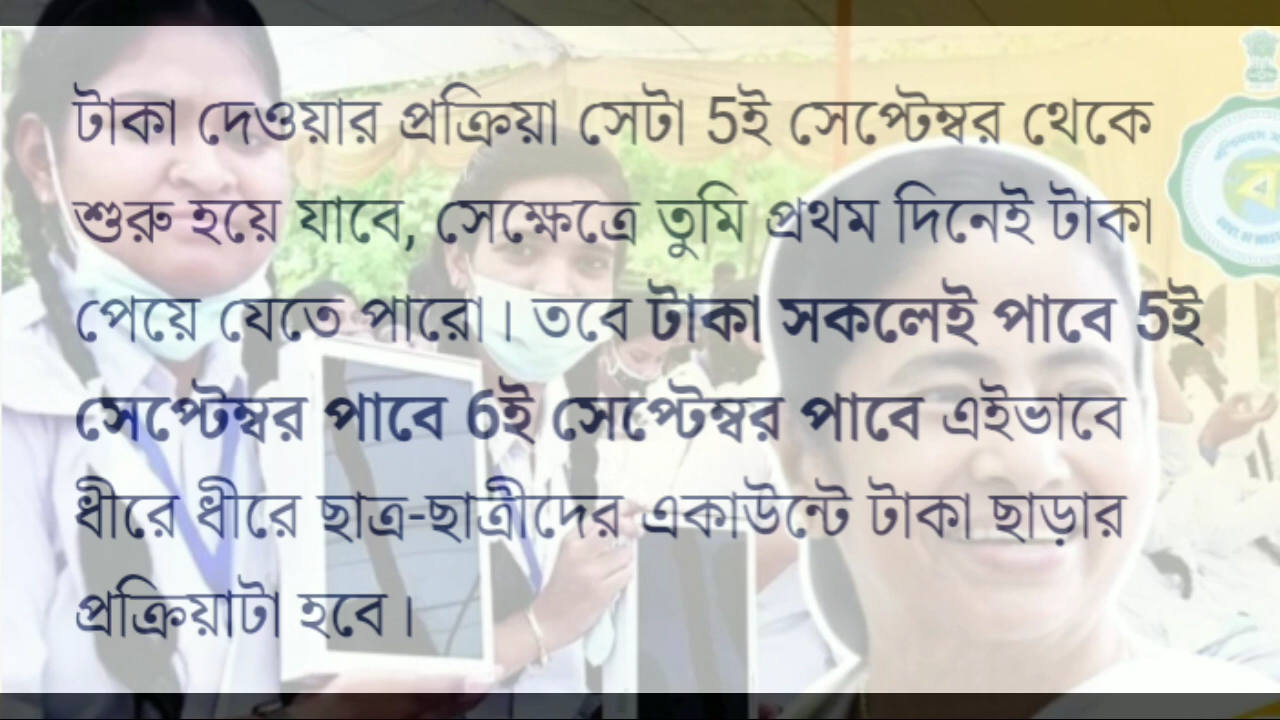 টাকা দেওয়ার প্রক্রিয়া সেটা 5ই সেপ্টেম্বর থেকে
শুরু হয়ে যাবে, সেক্ষেত্রে তুমি প্রথম দিনেই টাকা
পেয়ে যেতে পারো। তবে টাকা সকলেই পাবে 5ই
সেপ্টেম্বর পাবে 6ই সেপ্টেম্বর পাবে এইভাবে
ধীরে ধীরে ছাত্র-ছাত্রীদের একাউন্টে টাকা ছাড়ার
প্রক্রিয়াটা হবে।